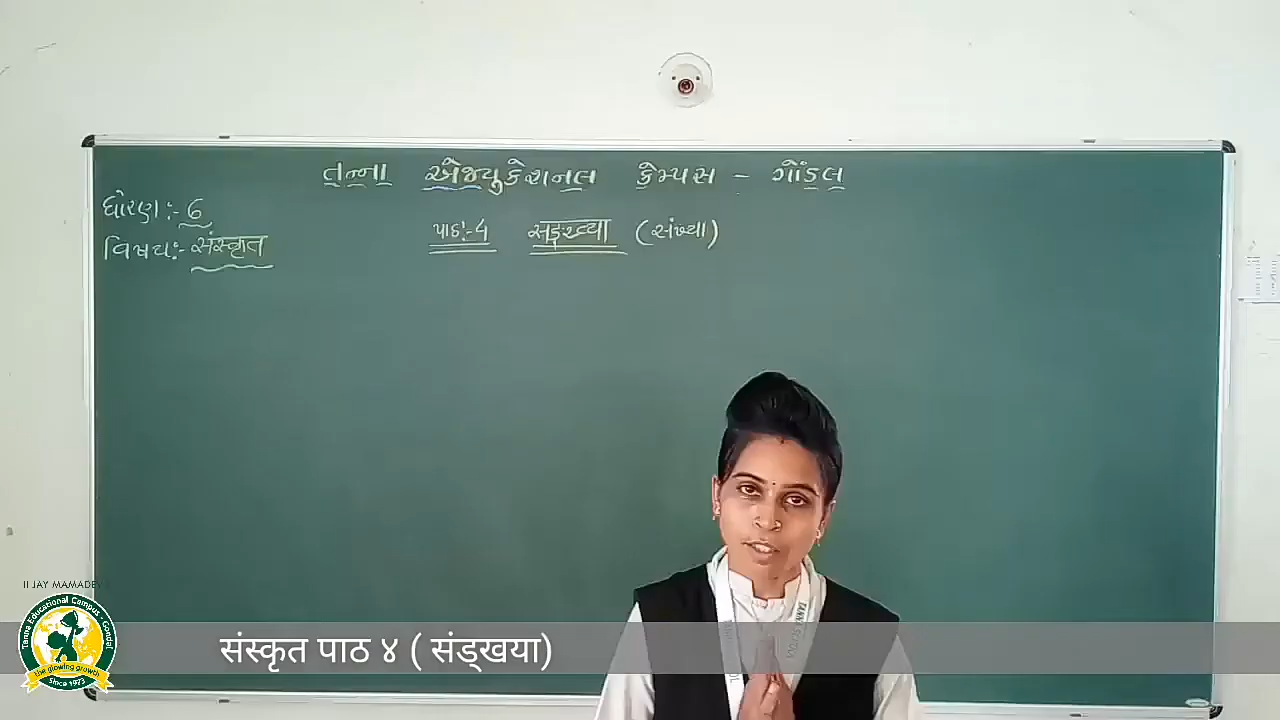 તન્ના એજ્યુકેશનલ કેમ્પસ - ગોંડલ
ધોરણ:- 6
વિષય:- संस्कृत
પાઠ:- 4 सङ्ख्या (સંખ્યા)
II JAY MAMADEV
Tanna Educational Campus - Gondal
the glowing growth
Since 1973
संस्कृत पाठ ४ ( संड्खया)